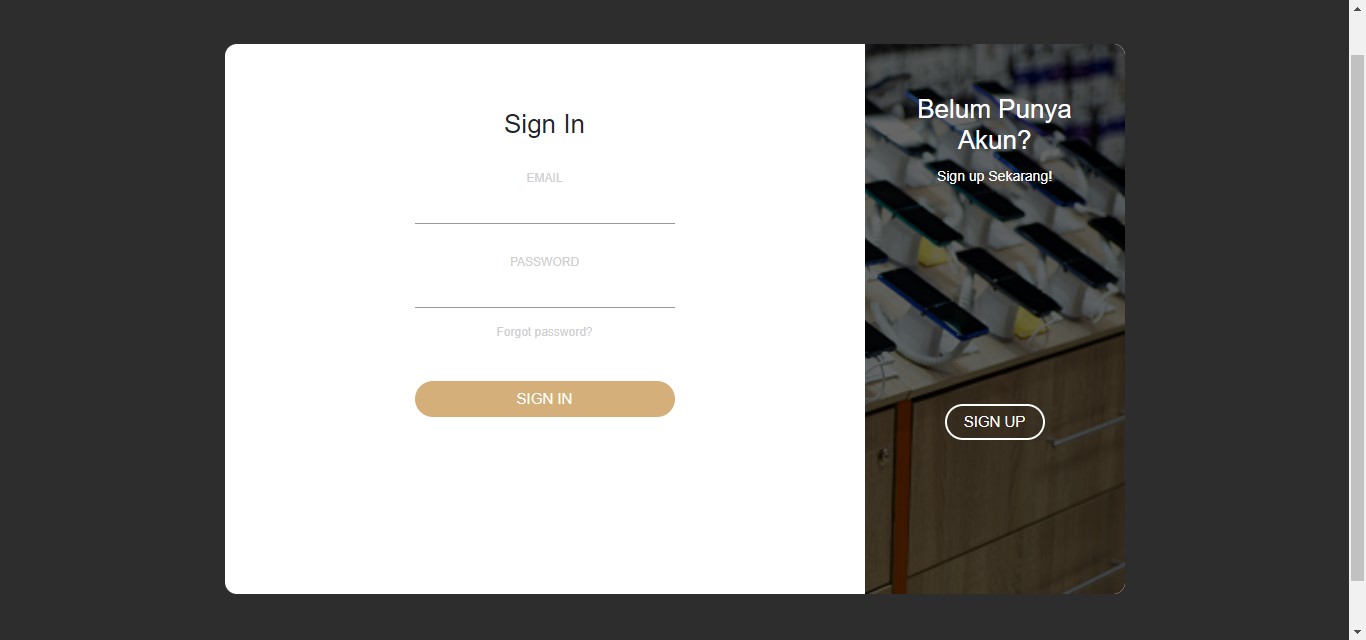 Sign In
EMAIL
PASSWORD
Forgot password?
SIGN IN
Belum Punya
Akun?
Sign up Sekarang!
SIGN UP